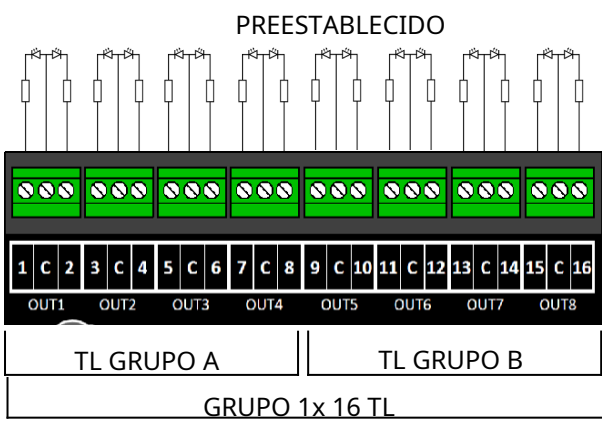 PREESTABLECIDO
1 C 2 3 C 4 5 C 6 7 C 8 9 C 10 11 C 12 13 C 14 15 C 16
OUT1 OUT2 OUT3 OUT4 OUT5 OUT6 OUT7 OUT8
TL GRUPO A TL GRUPO B
GRUPO 1x 16 TL